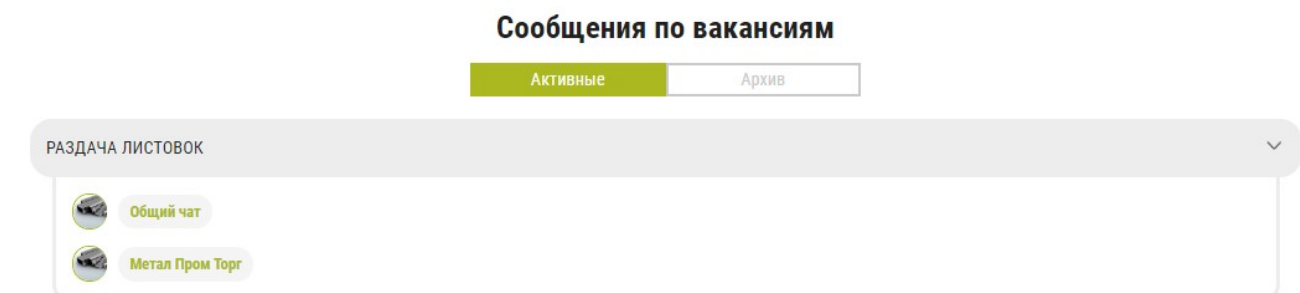 Сообщения по вакансиям
Активные Архив
РАЗДАЧА ЛИСТОВОК
Общий чат
Метал Пром Торг